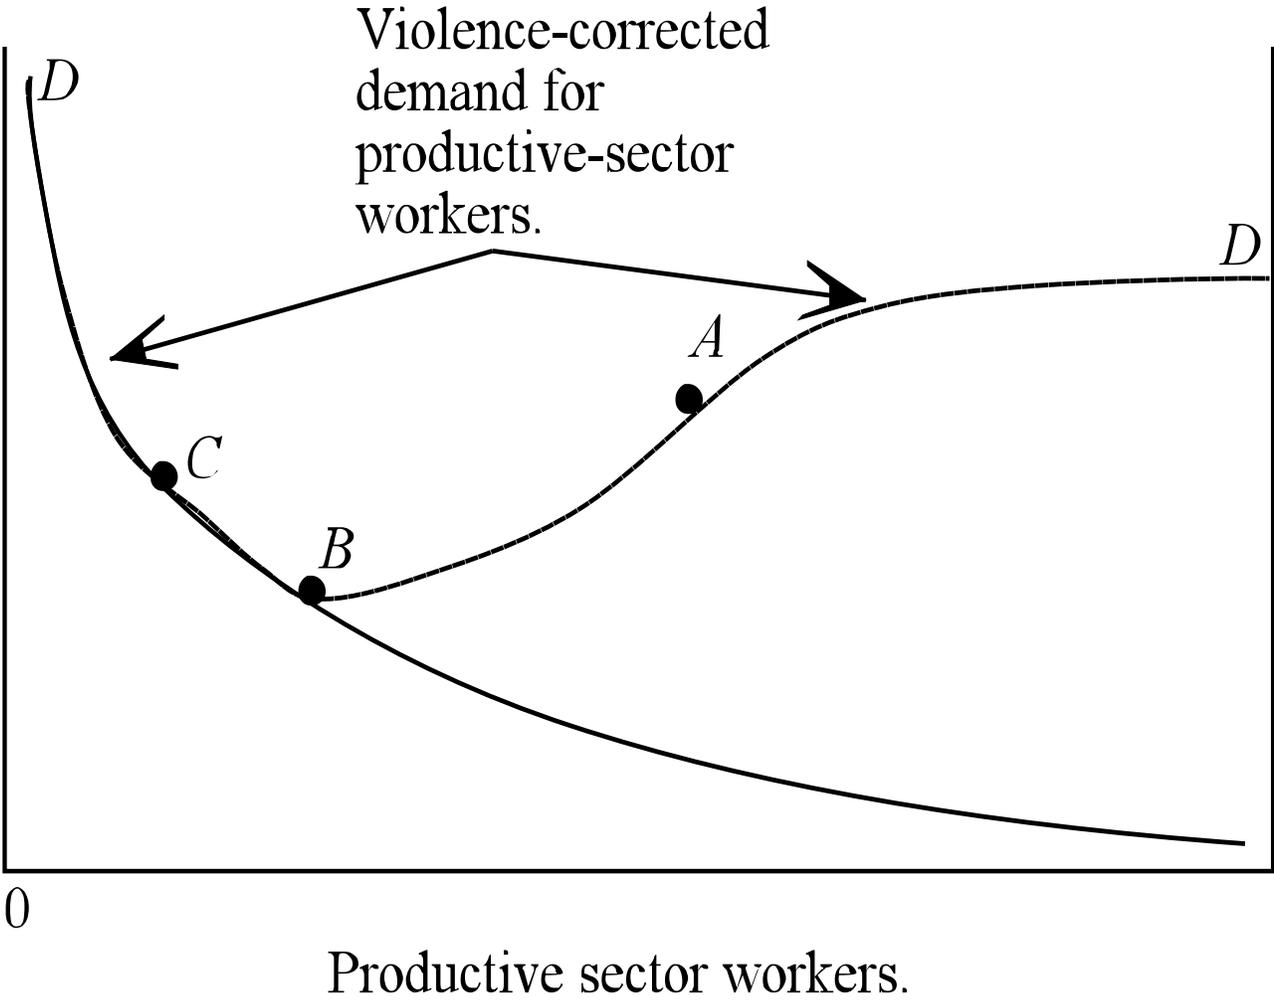 Violence-corrected
demand for
productive-sector
workers.
D
D
A
C
B
0
Productive sector workers.